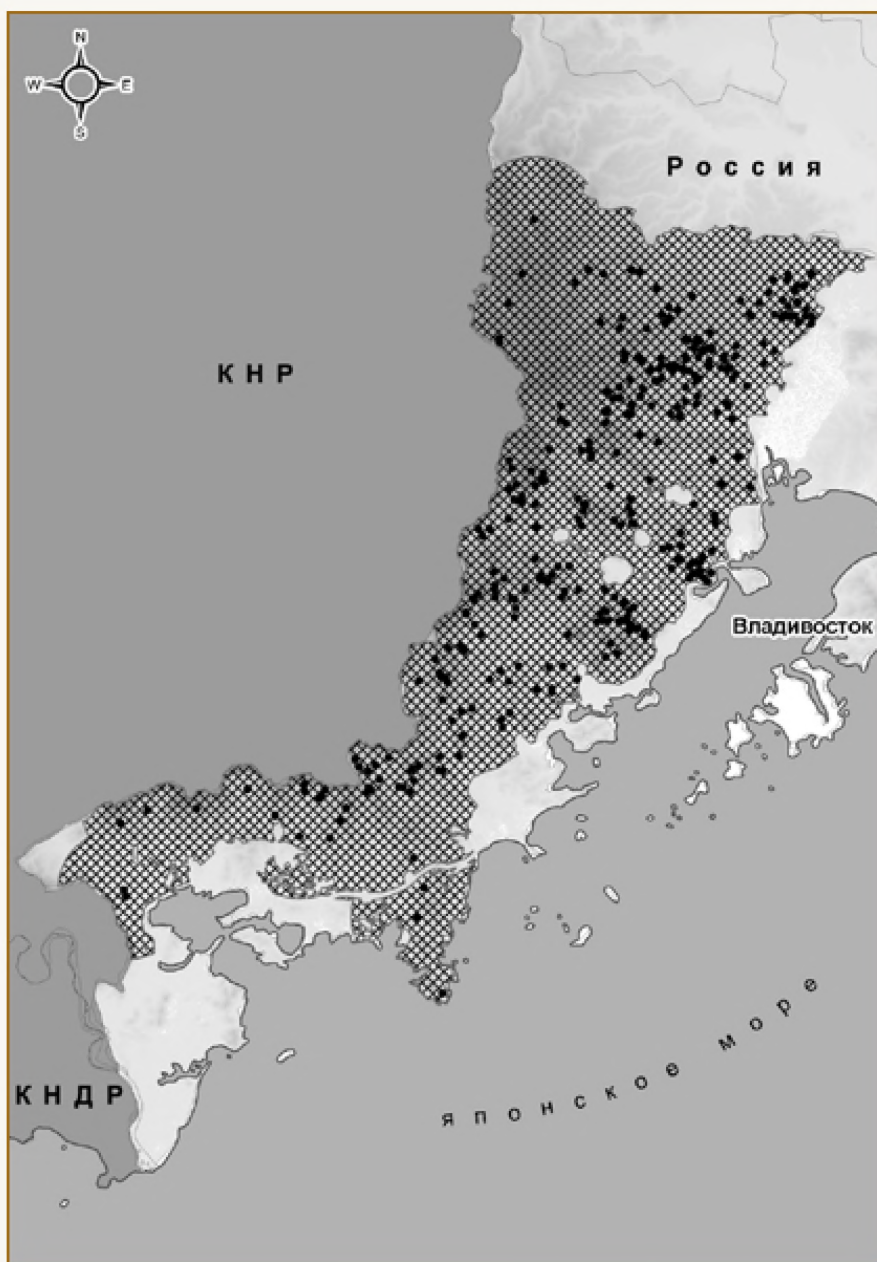 N
W E
S
Россия
КНР
Владивосток
японское море
КНДР